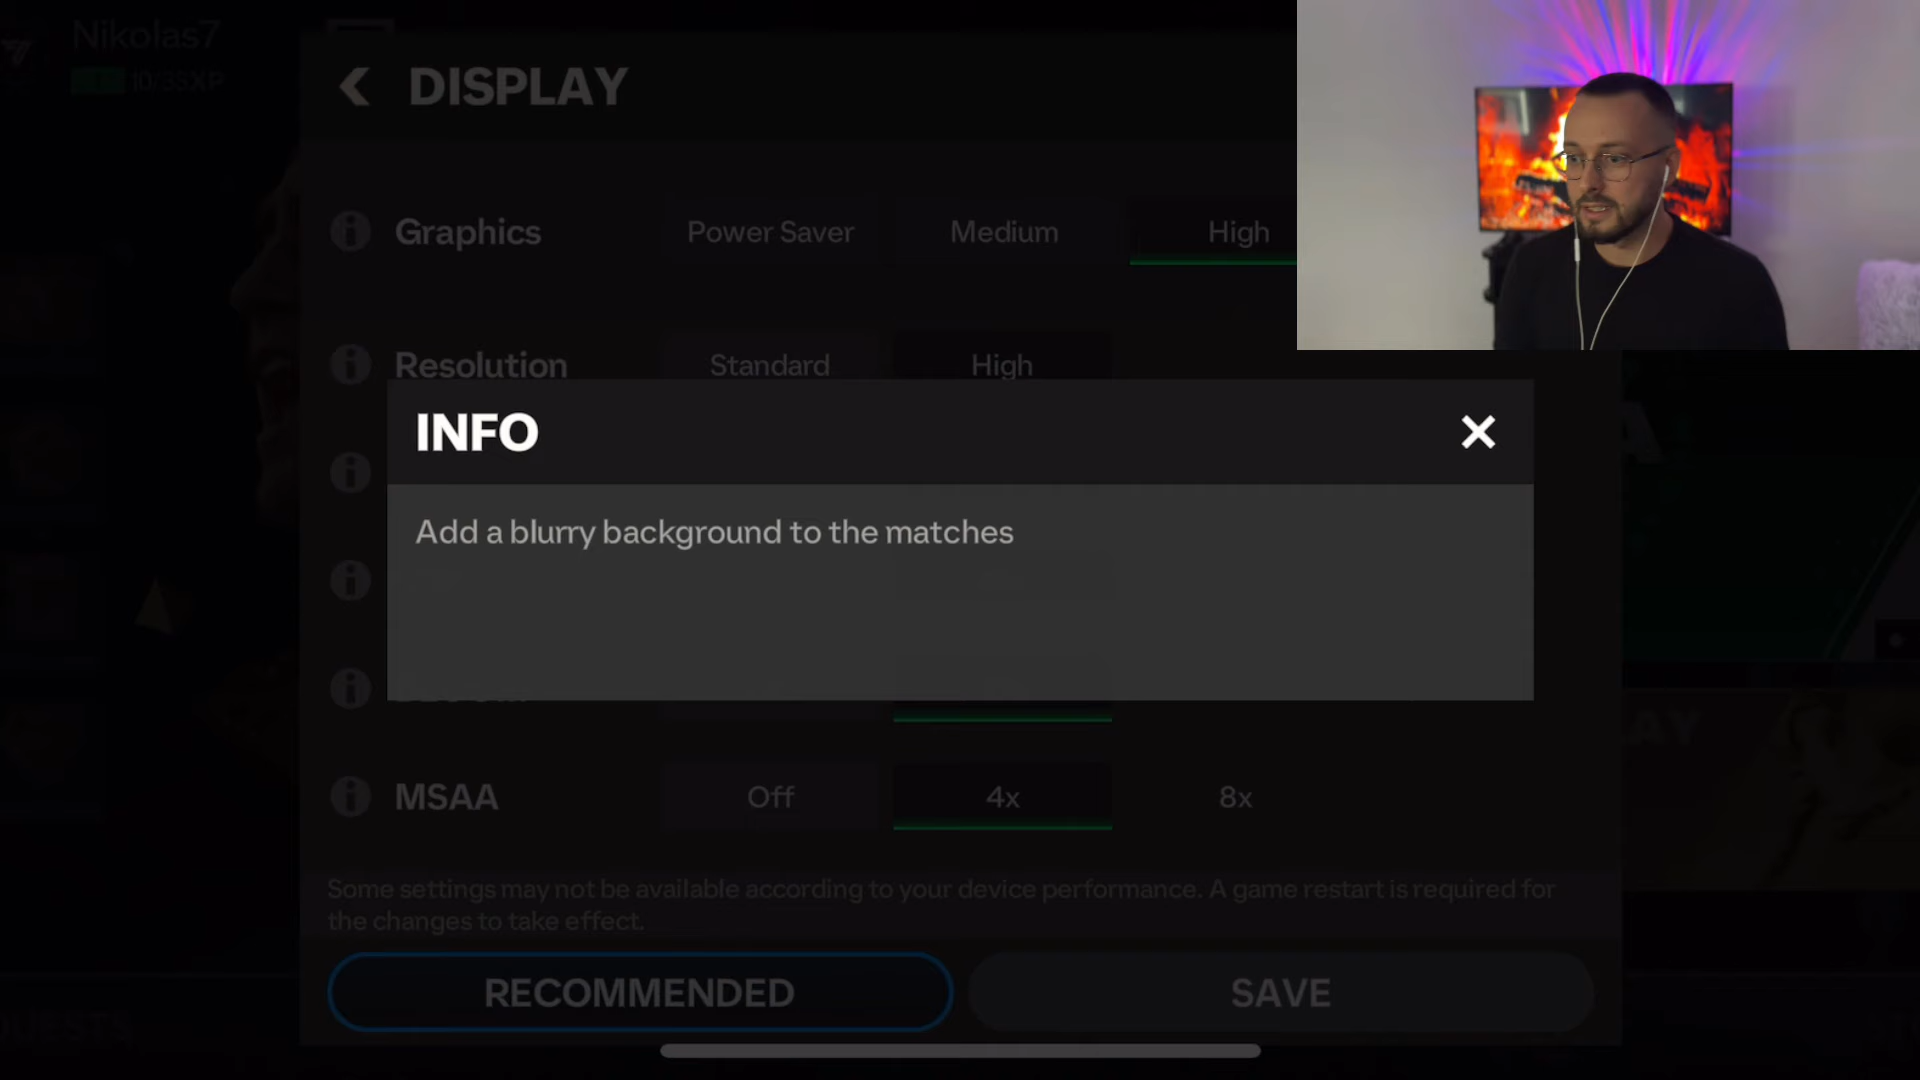 Nikolas7
10/35XP
DISPLAY
Graphics
Power Saver
Medium
High
Resolution
Standard
High
INFO
Add a blurry background to the matches
MSAA
Off
4x
8x
Some settings may not be available according to your device performance. A game restart is required for
the changes to take effect.
RECOMMENDED
SAVE